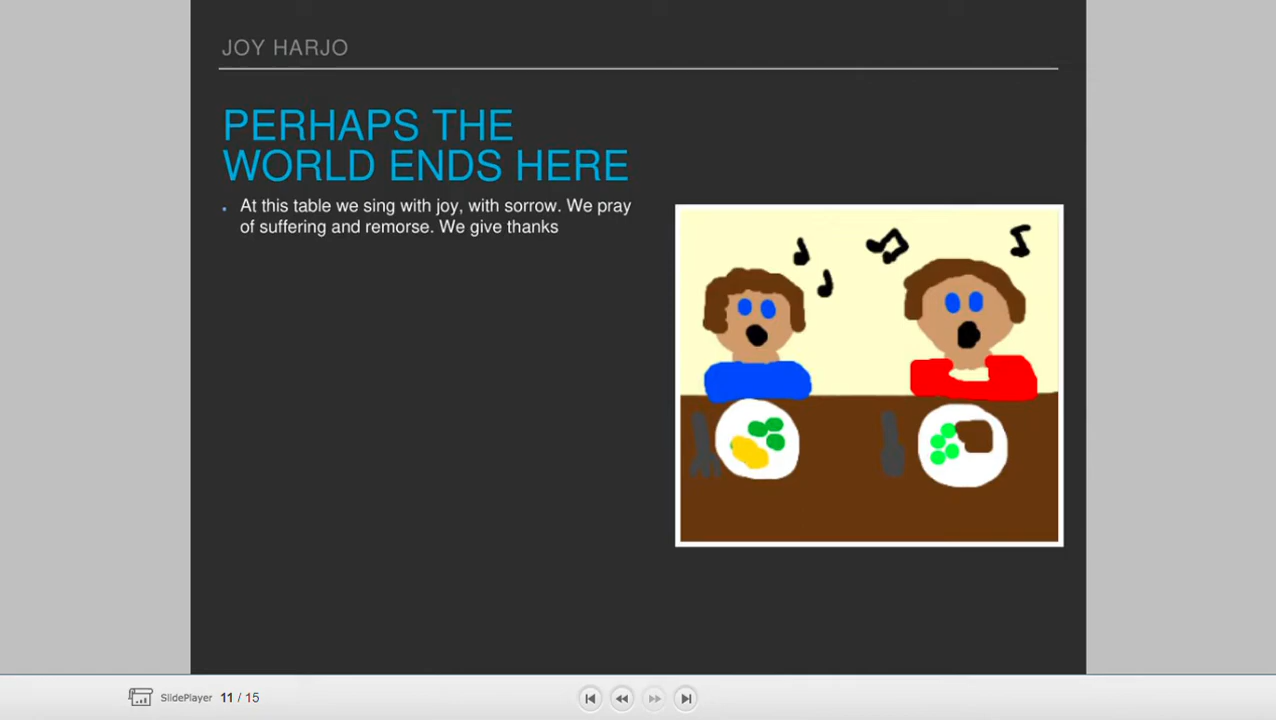 JOY HARJO
PERHAPS THE
WORLD ENDS HERE
At this table we sing with joy, with sorrow. We pray
of suffering and remorse. We give thanks
SlidePlayer 11 / 15